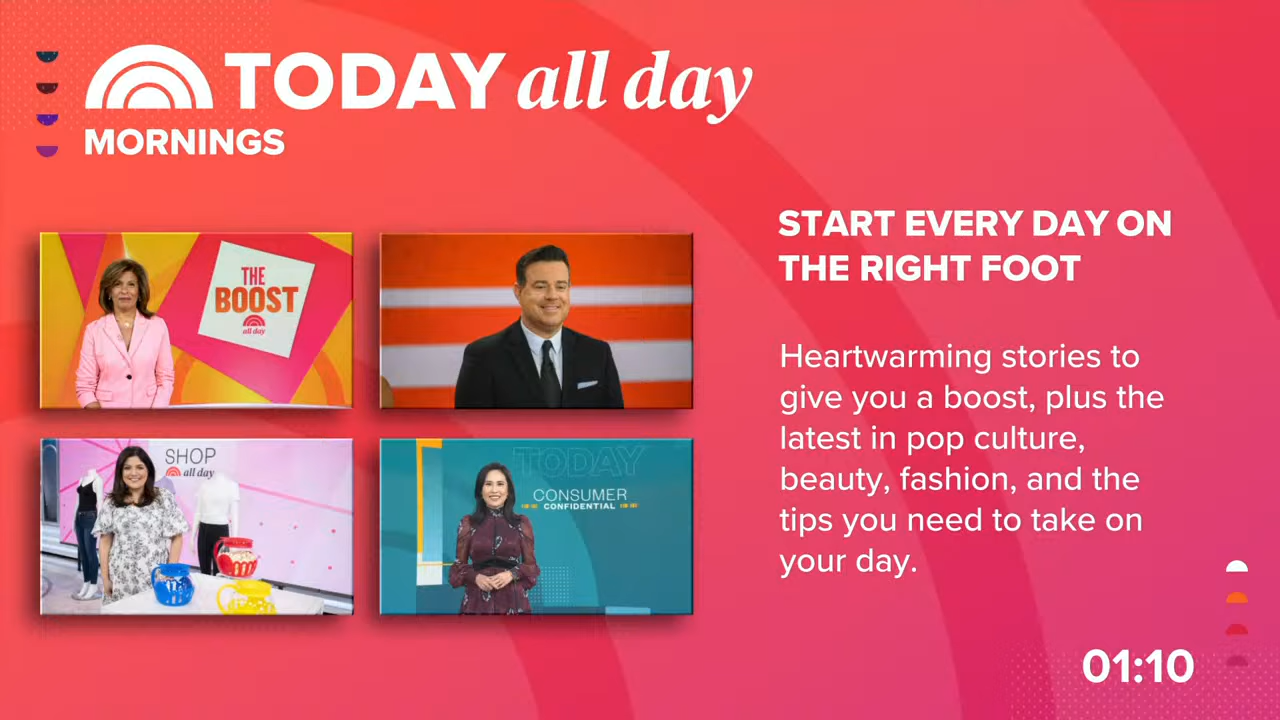 TODAY all day
MORNINGS
THE
BOOST
all day
SHOP
all day
TODAY
CONSUMER
CONFIDENTIAL
START EVERY DAY ON
THE RIGHT FOOT
Heartwarming stories to
give you a boost, plus the
latest in pop culture,
beauty, fashion, and the
tips you need to take on
your day.
01:10